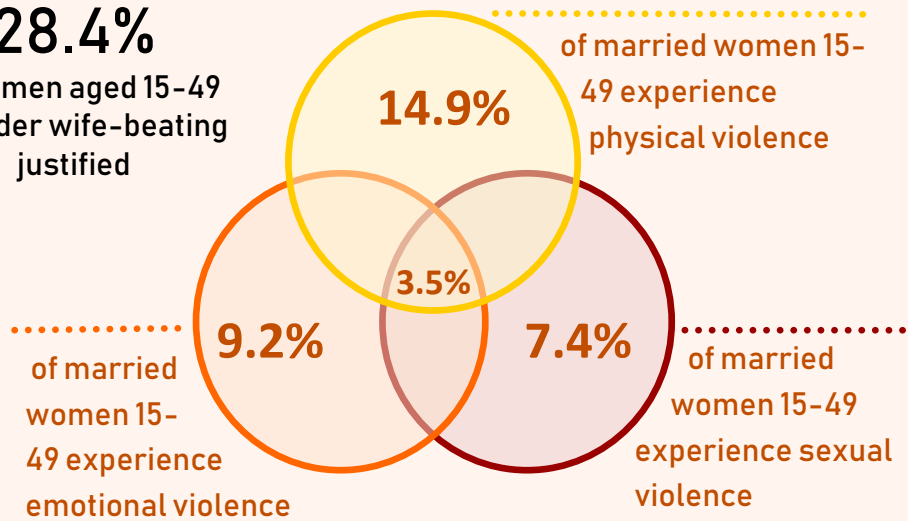 28.4%
men aged 15-49
der wife-beating
justified
of married women 15-
49 experience
physical violence
14.9%
3.5%
9.2%
7.4%
of married
women 15-
49 experience
emotional violence
of married
women 15-49
experience sexual
violence